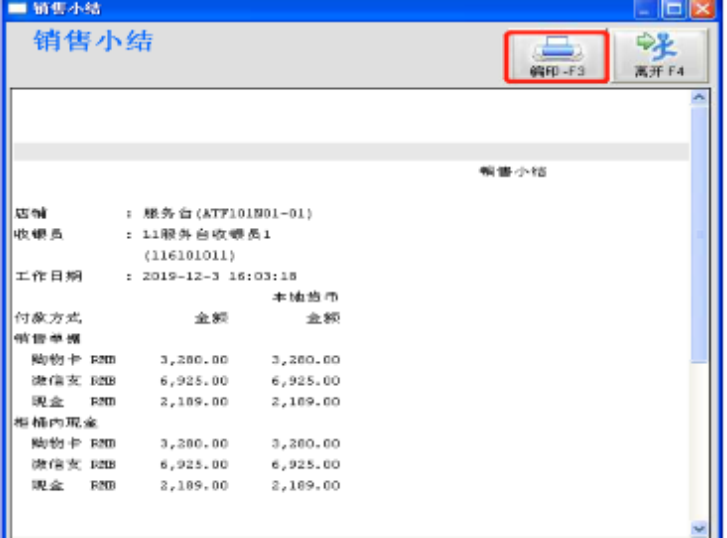 销售小结
销售小结
编印-F3
离开 F4
销售小结
店铺 : 服务台(ATF101N01-01)
收银员 : 11服务台收银员1
(116101011)
工作日期 : 2019-12-3 16:03:18
本地货币
付款方式 金额 金额
销售单据
购物卡 RMB 3,280.00 3,280.00
微信支 RMB 6,925.00 6,925.00
现金 RMB 2,189.00 2,189.00
柜桶内现金
购物卡 RMB 3,280.00 3,280.00
微信支 RMB 6,925.00 6,925.00
现金 RMB 2,189.00 2,189.00